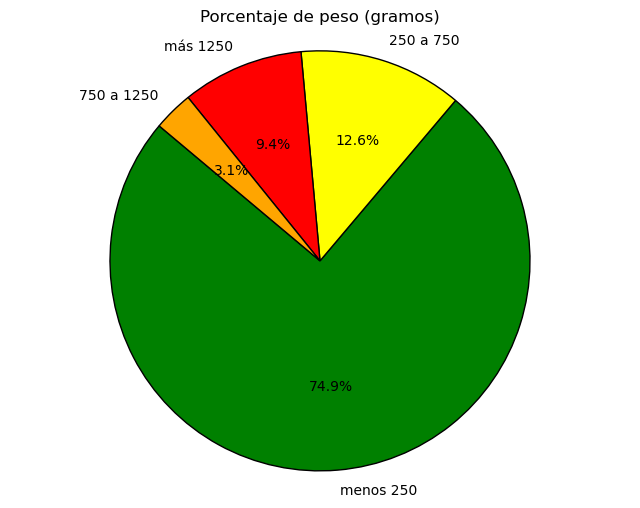 Porcentaje de peso (gramos)
250 a 750
más 1250
750 a 1250
12.6%
9.4%
3.1%
74.9%
menos 250